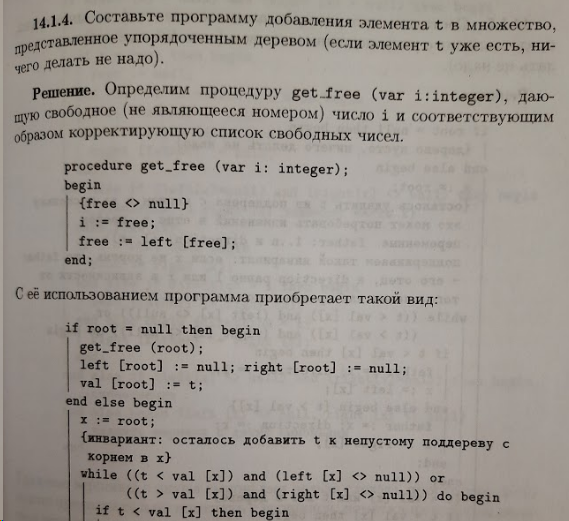 14.1.4. Составьте программу добавления элемента t в множество,
представленное упорядоченным деревом (если элемент t уже есть, ни-
чего делать не надо).
Решение. Определим процедуру get_free (var i:integer), даю-
щую свободное (не являющееся номером) число i и соответствующим
образом корректирующую список свободных чисел.
procedure get_free (var i: integer);
begin
{free <> null}
i := free;
free := left [free];
end;
С её использованием программа приобретает такой вид:
if root = null then begin
get_free (root);
left [root] := null; right [root] := null;
val [root] := t;
end else begin
x := root;
{инвариант: осталось добавить t к непустому поддереву с
корнем в x}
while ((t < val [x]) and (left [x] <> null)) or
((t > val [x]) and (right [x] <> null)) do begin
if t < val [x] then begin